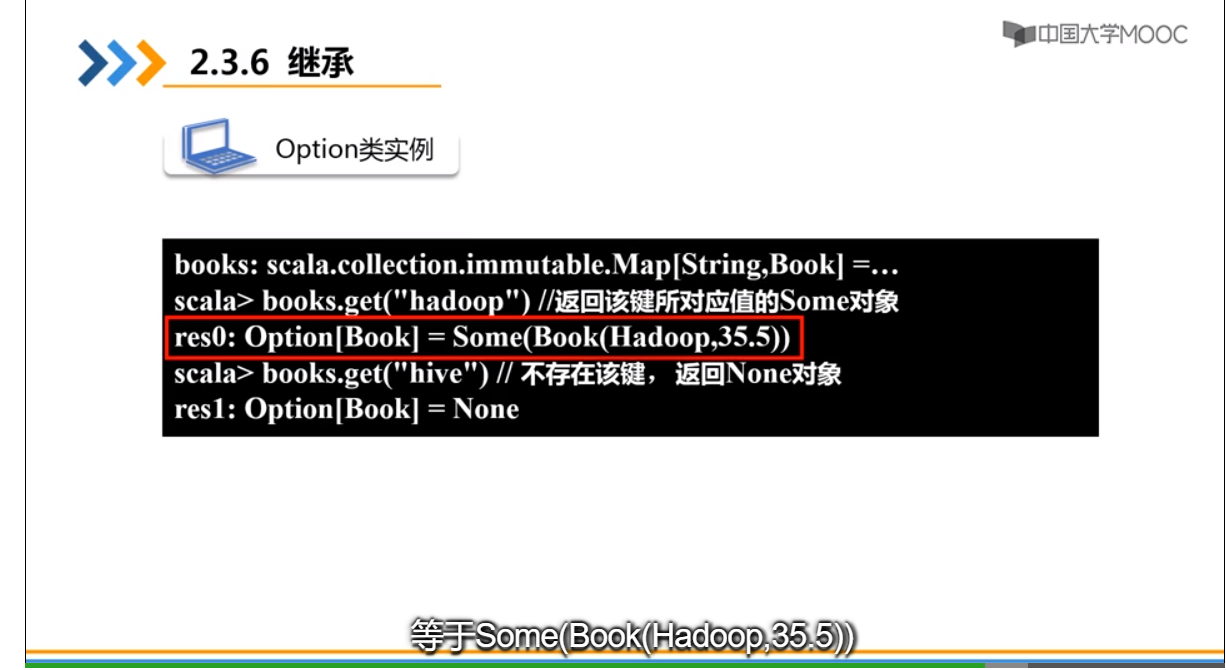 中国大学MOOC
2.3.6 继承
Option类实例
books: scala.collection.immutable.Map[String,Book] =…
scala> books.get("hadoop") //返回该键所对应值的Some对象
res0: Option[Book] = Some(Book(Hadoop,35.5))
scala> books.get("hive") // 不存在该键，返回None对象
res1: Option[Book] = None
等于Some(Book(Hadoop,35.5))